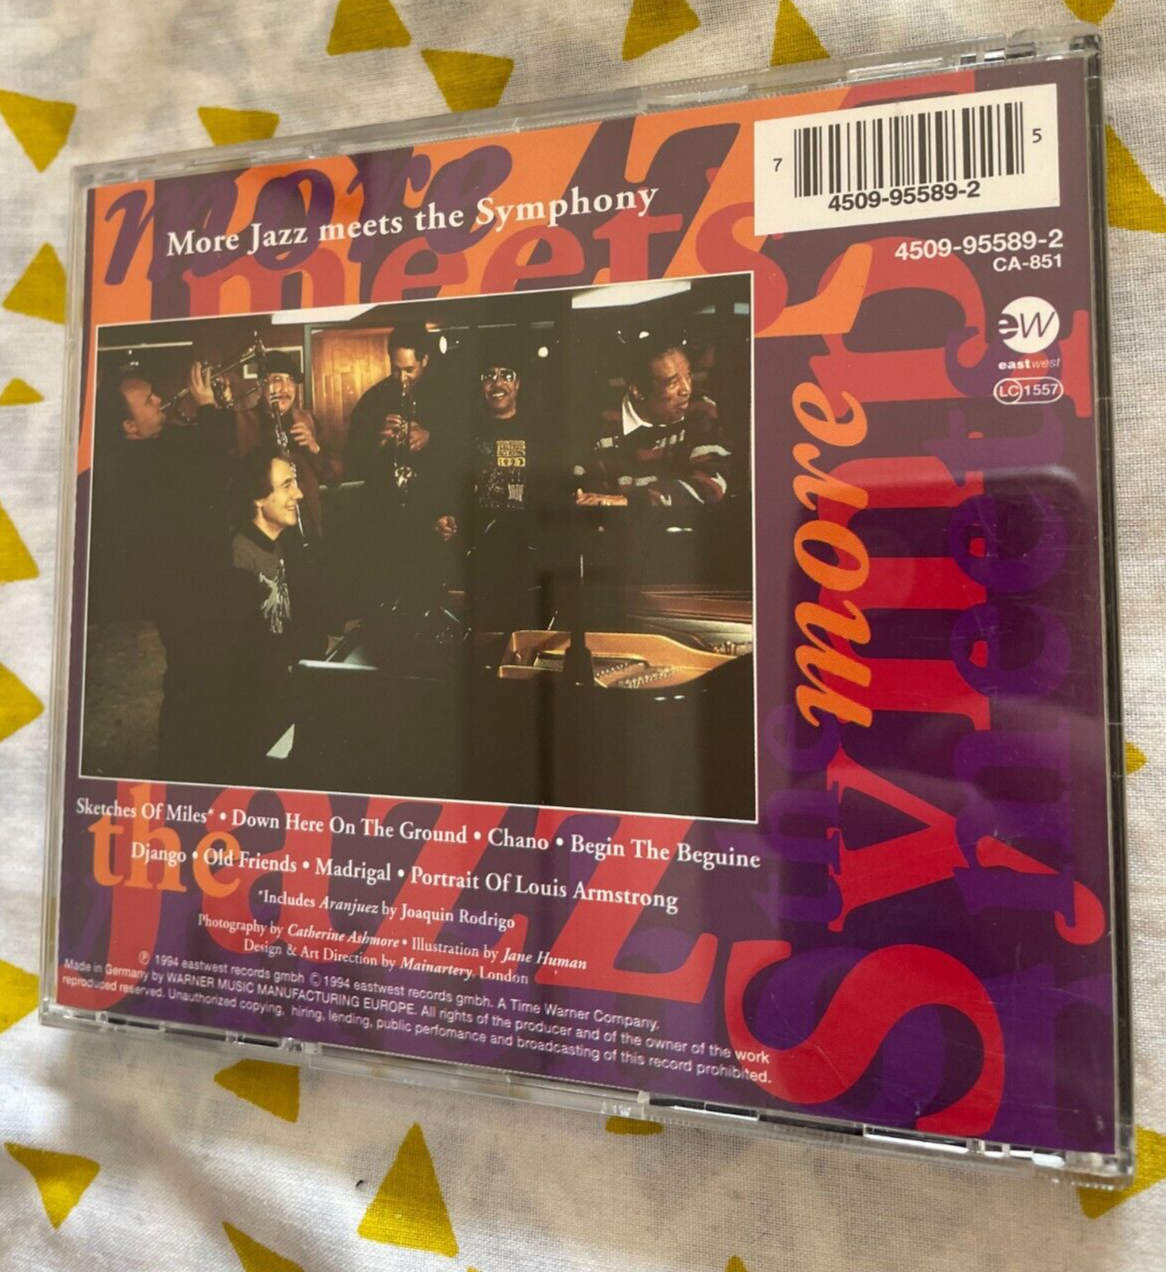 more
meets
More Jazz meets the Symphony
7
5
4509-95589-2
4509-95589-2
CA-851
ew
eastwest
LC 1557
more
Symphony
meets
the
1993
the
Jazz
Sketches Of Miles* • Down Here On The Ground • Chano • Begin The Beguine
Django • Old Friends • Madrigal • Portrait Of Louis Armstrong
*Includes Aranjuez by Joaquin Rodrigo
Photography by Catherine Ashmore • Illustration by Jane Human
Design & Art Direction by Mainartery, London
℗ 1994 eastwest records gmbh © 1994 eastwest records gmbh. A Time Warner Company.
Made in Germany by WARNER MUSIC MANUFACTURING EUROPE. All rights of the producer and of the owner of the work
reproduced reserved. Unauthorized copying, hiring, lending, public perfomance and broadcasting of this record prohibited.